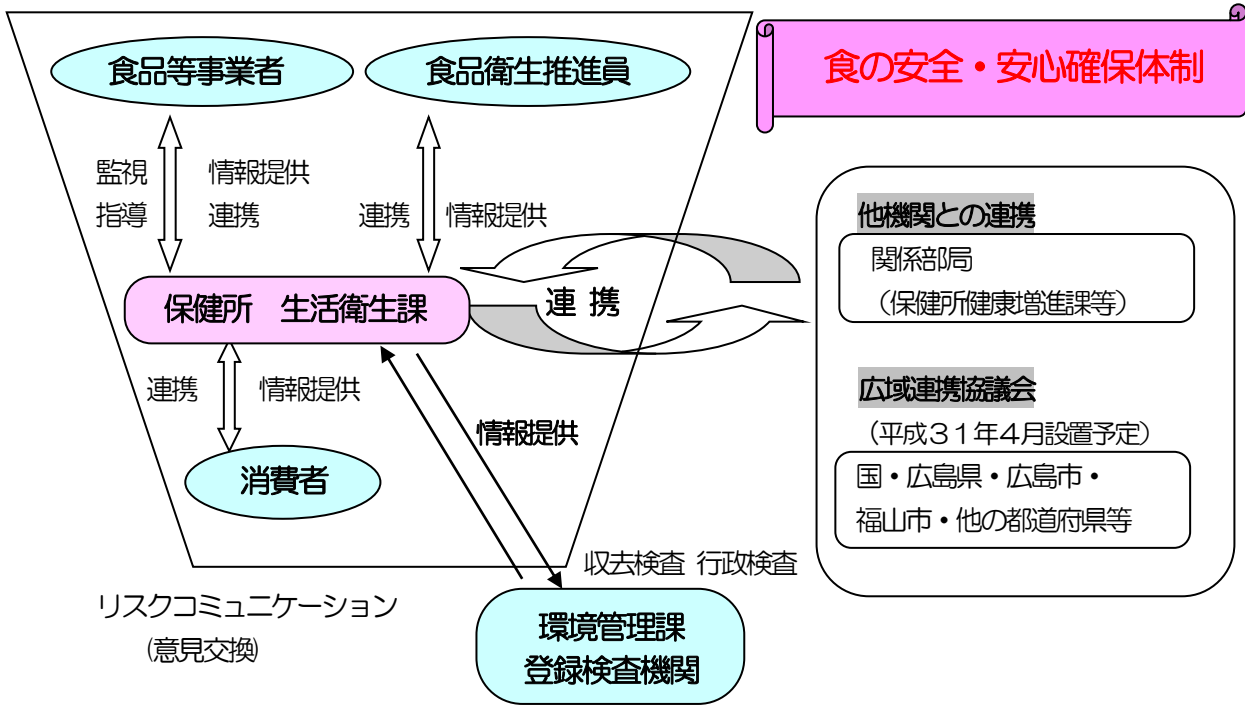 食の安全・安心確保体制
食品等事業者
食品衛生推進員
監視
指導
情報提供
連携
連携
情報提供
保健所　生活衛生課
連 携
連携
情報提供
消費者
情報提供
収去検査 行政検査
環境管理課
登録検査機関
リスクコミュニケーション
(意見交換)
他機関との連携
関係部局
(保健所健康増進課等)
広域連携協議会
(平成３１年４月設置予定)
国・広島県・広島市・
福山市・他の都道府県等